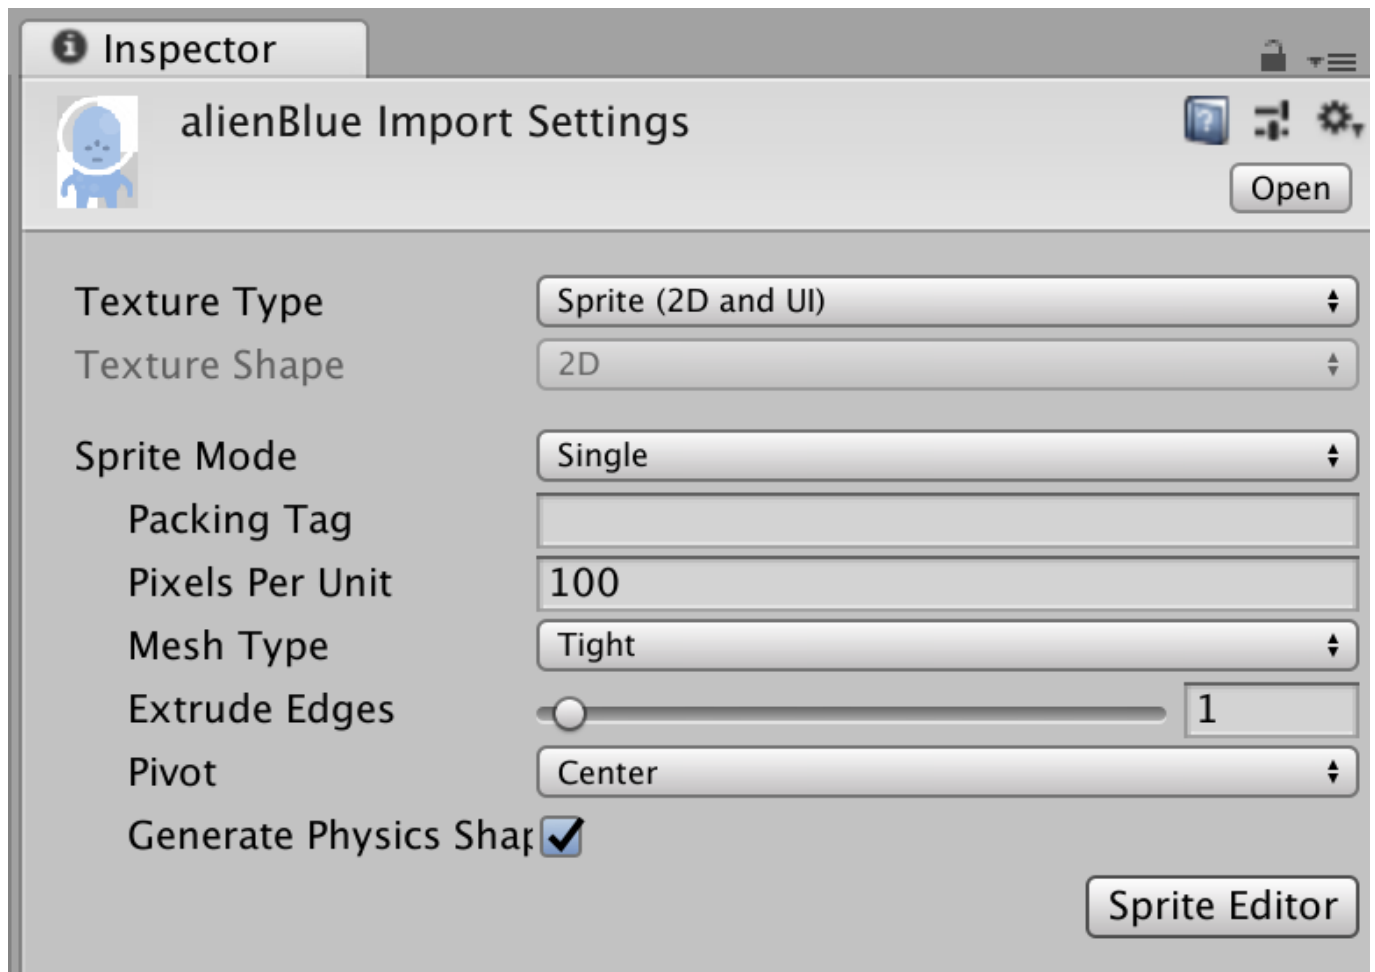 Inspector
alienBlue Import Settings
Open
Texture Type Sprite (2D and UI)
Texture Shape 2D
Sprite Mode Single
Packing Tag
Pixels Per Unit 100
Mesh Type Tight
Extrude Edges 1
Pivot Center
Generate Physics Shap
Sprite Editor